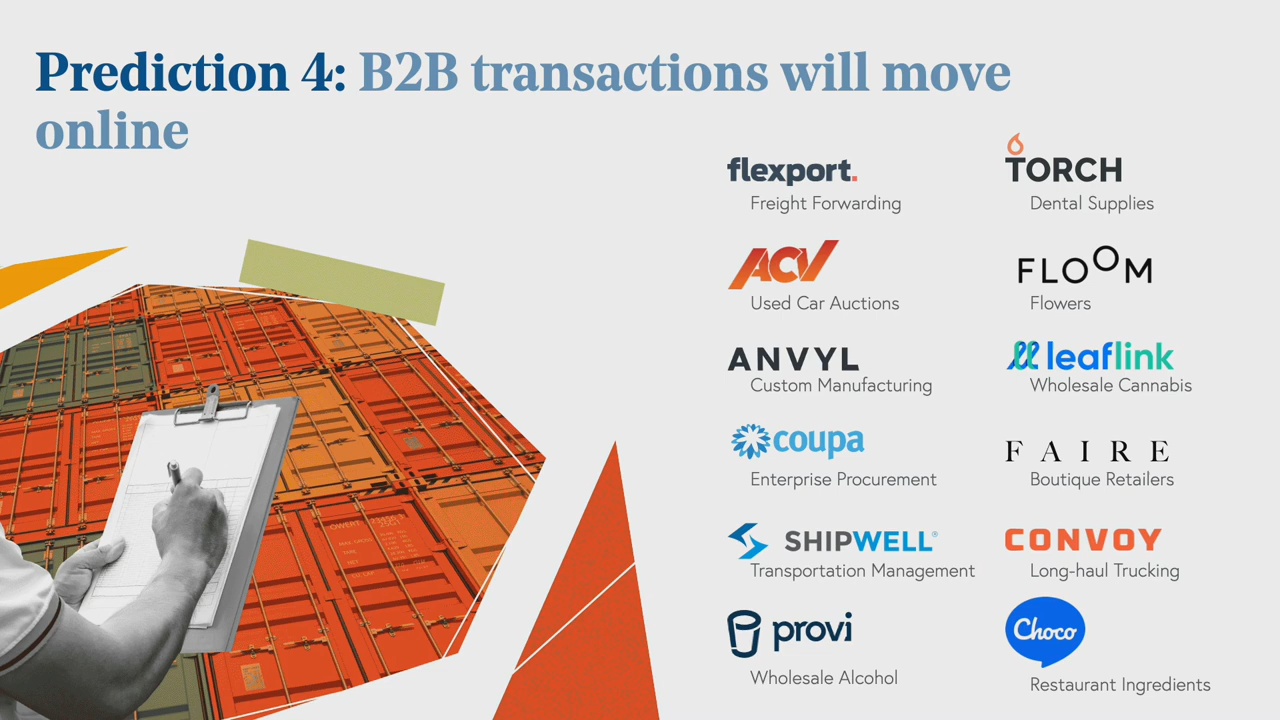 Prediction 4: B2B transactions will move
online
flexport.
Freight Forwarding
TORCH
Dental Supplies
ACV
Used Car Auctions
FLOOM
Flowers
ANVYL
Custom Manufacturing
leaflink
Wholesale Cannabis
coupa
Enterprise Procurement
FAIRE
Boutique Retailers
SHIPWELL®
Transportation Management
CONVOY
Long-haul Trucking
provi
Wholesale Alcohol
Choco
Restaurant Ingredients